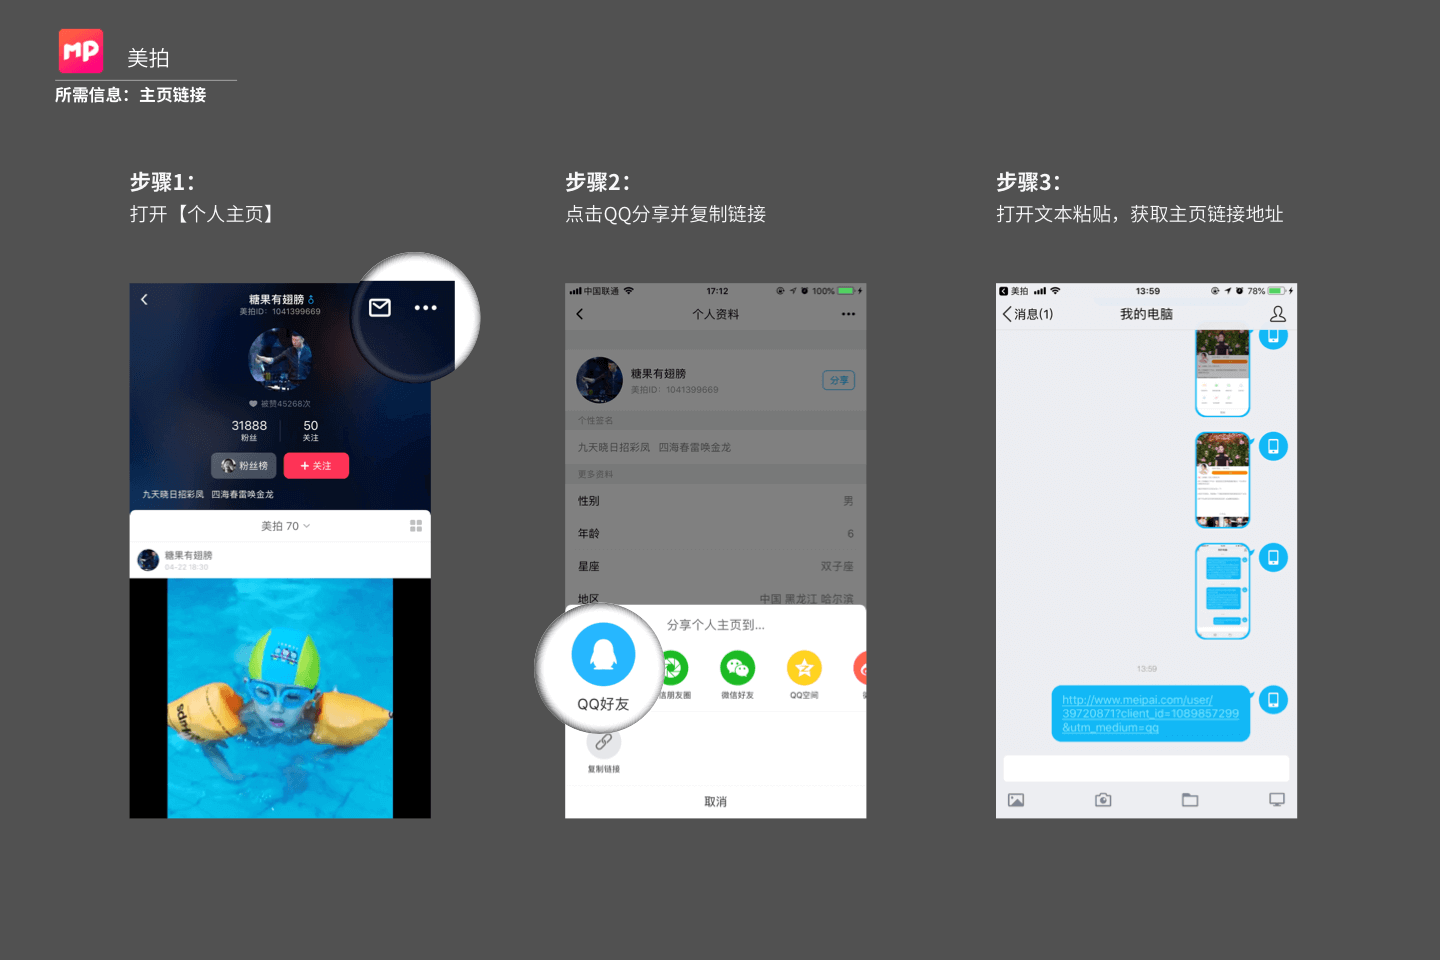 MP
美拍
所需信息：主页链接
步骤1：
打开【个人主页】
步骤2：
点击QQ分享并复制链接
步骤3：
打开文本粘贴，获取主页链接地址
糖果有翅膀
美拍ID：1041399669
被赞45268次
31888
50
粉丝
关注
粉丝榜
+ 关注
九天晓日招彩凤 四海春雷唤金龙
美拍 70
糖果有翅膀
04-22 18:30
中国联通
17:12
100%
个人资料
糖果有翅膀
美拍ID：1041399669
分享
个性签名
九天晓日招彩凤 四海春雷唤金龙
更多资料
性别
男
年龄
6
星座
双子座
地区
中国 黑龙江 哈尔滨
分享个人主页到...
QQ好友
信朋友圈
微信好友
QQ空间
复制链接
取消
美拍
13:59
78%
消息(1)
我的电脑
13:59
http://www.meipai.com/user/
39720871?client_id=1089857299
&utm_medium=qq